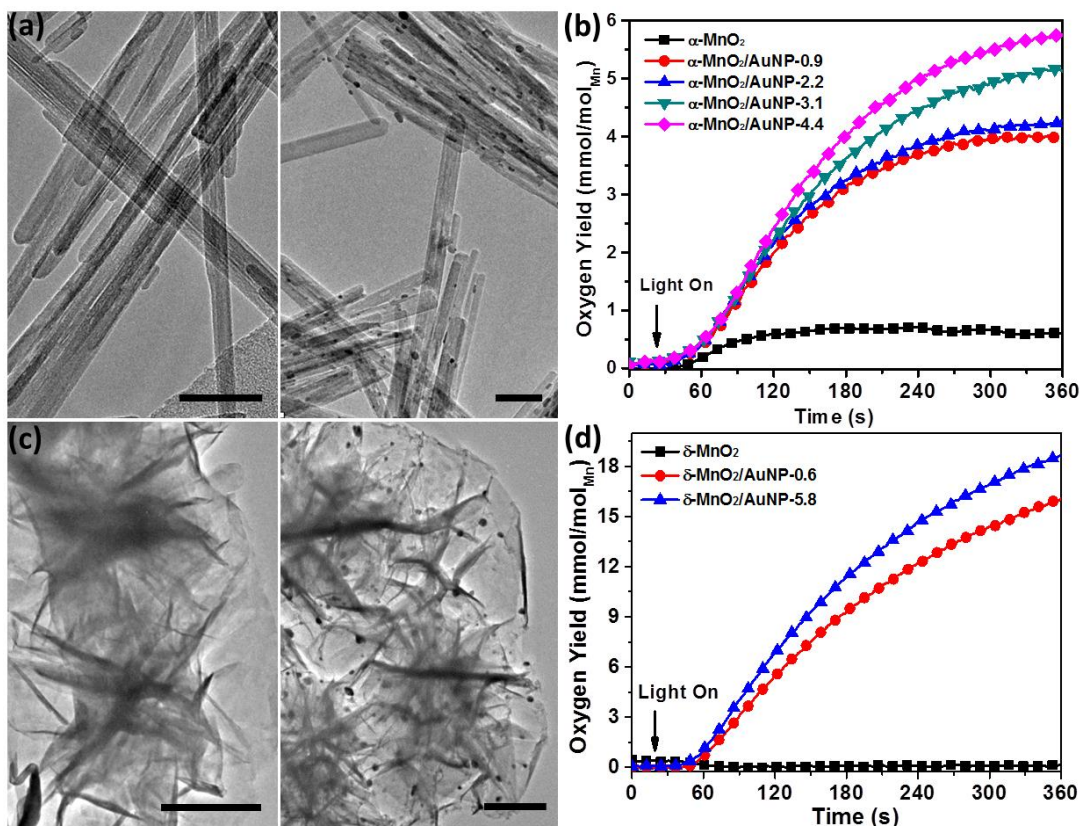 (a)
(b)
α-MnO₂
α-MnO₂/AuNP-0.9
α-MnO₂/AuNP-2.2
α-MnO₂/AuNP-3.1
α-MnO₂/AuNP-4.4
Oxygen Yield (mmol/mol_Mn)
6
5
4
3
2
1
0
Light On
0 60 120 180 240 300 360
Time (s)
(c)
(d)
δ-MnO₂
δ-MnO₂/AuNP-0.6
δ-MnO₂/AuNP-5.8
Oxygen Yield (mmol/mol_Mn)
18
15
12
9
6
3
0
Light On
0 60 120 180 240 300 360
Time (s)